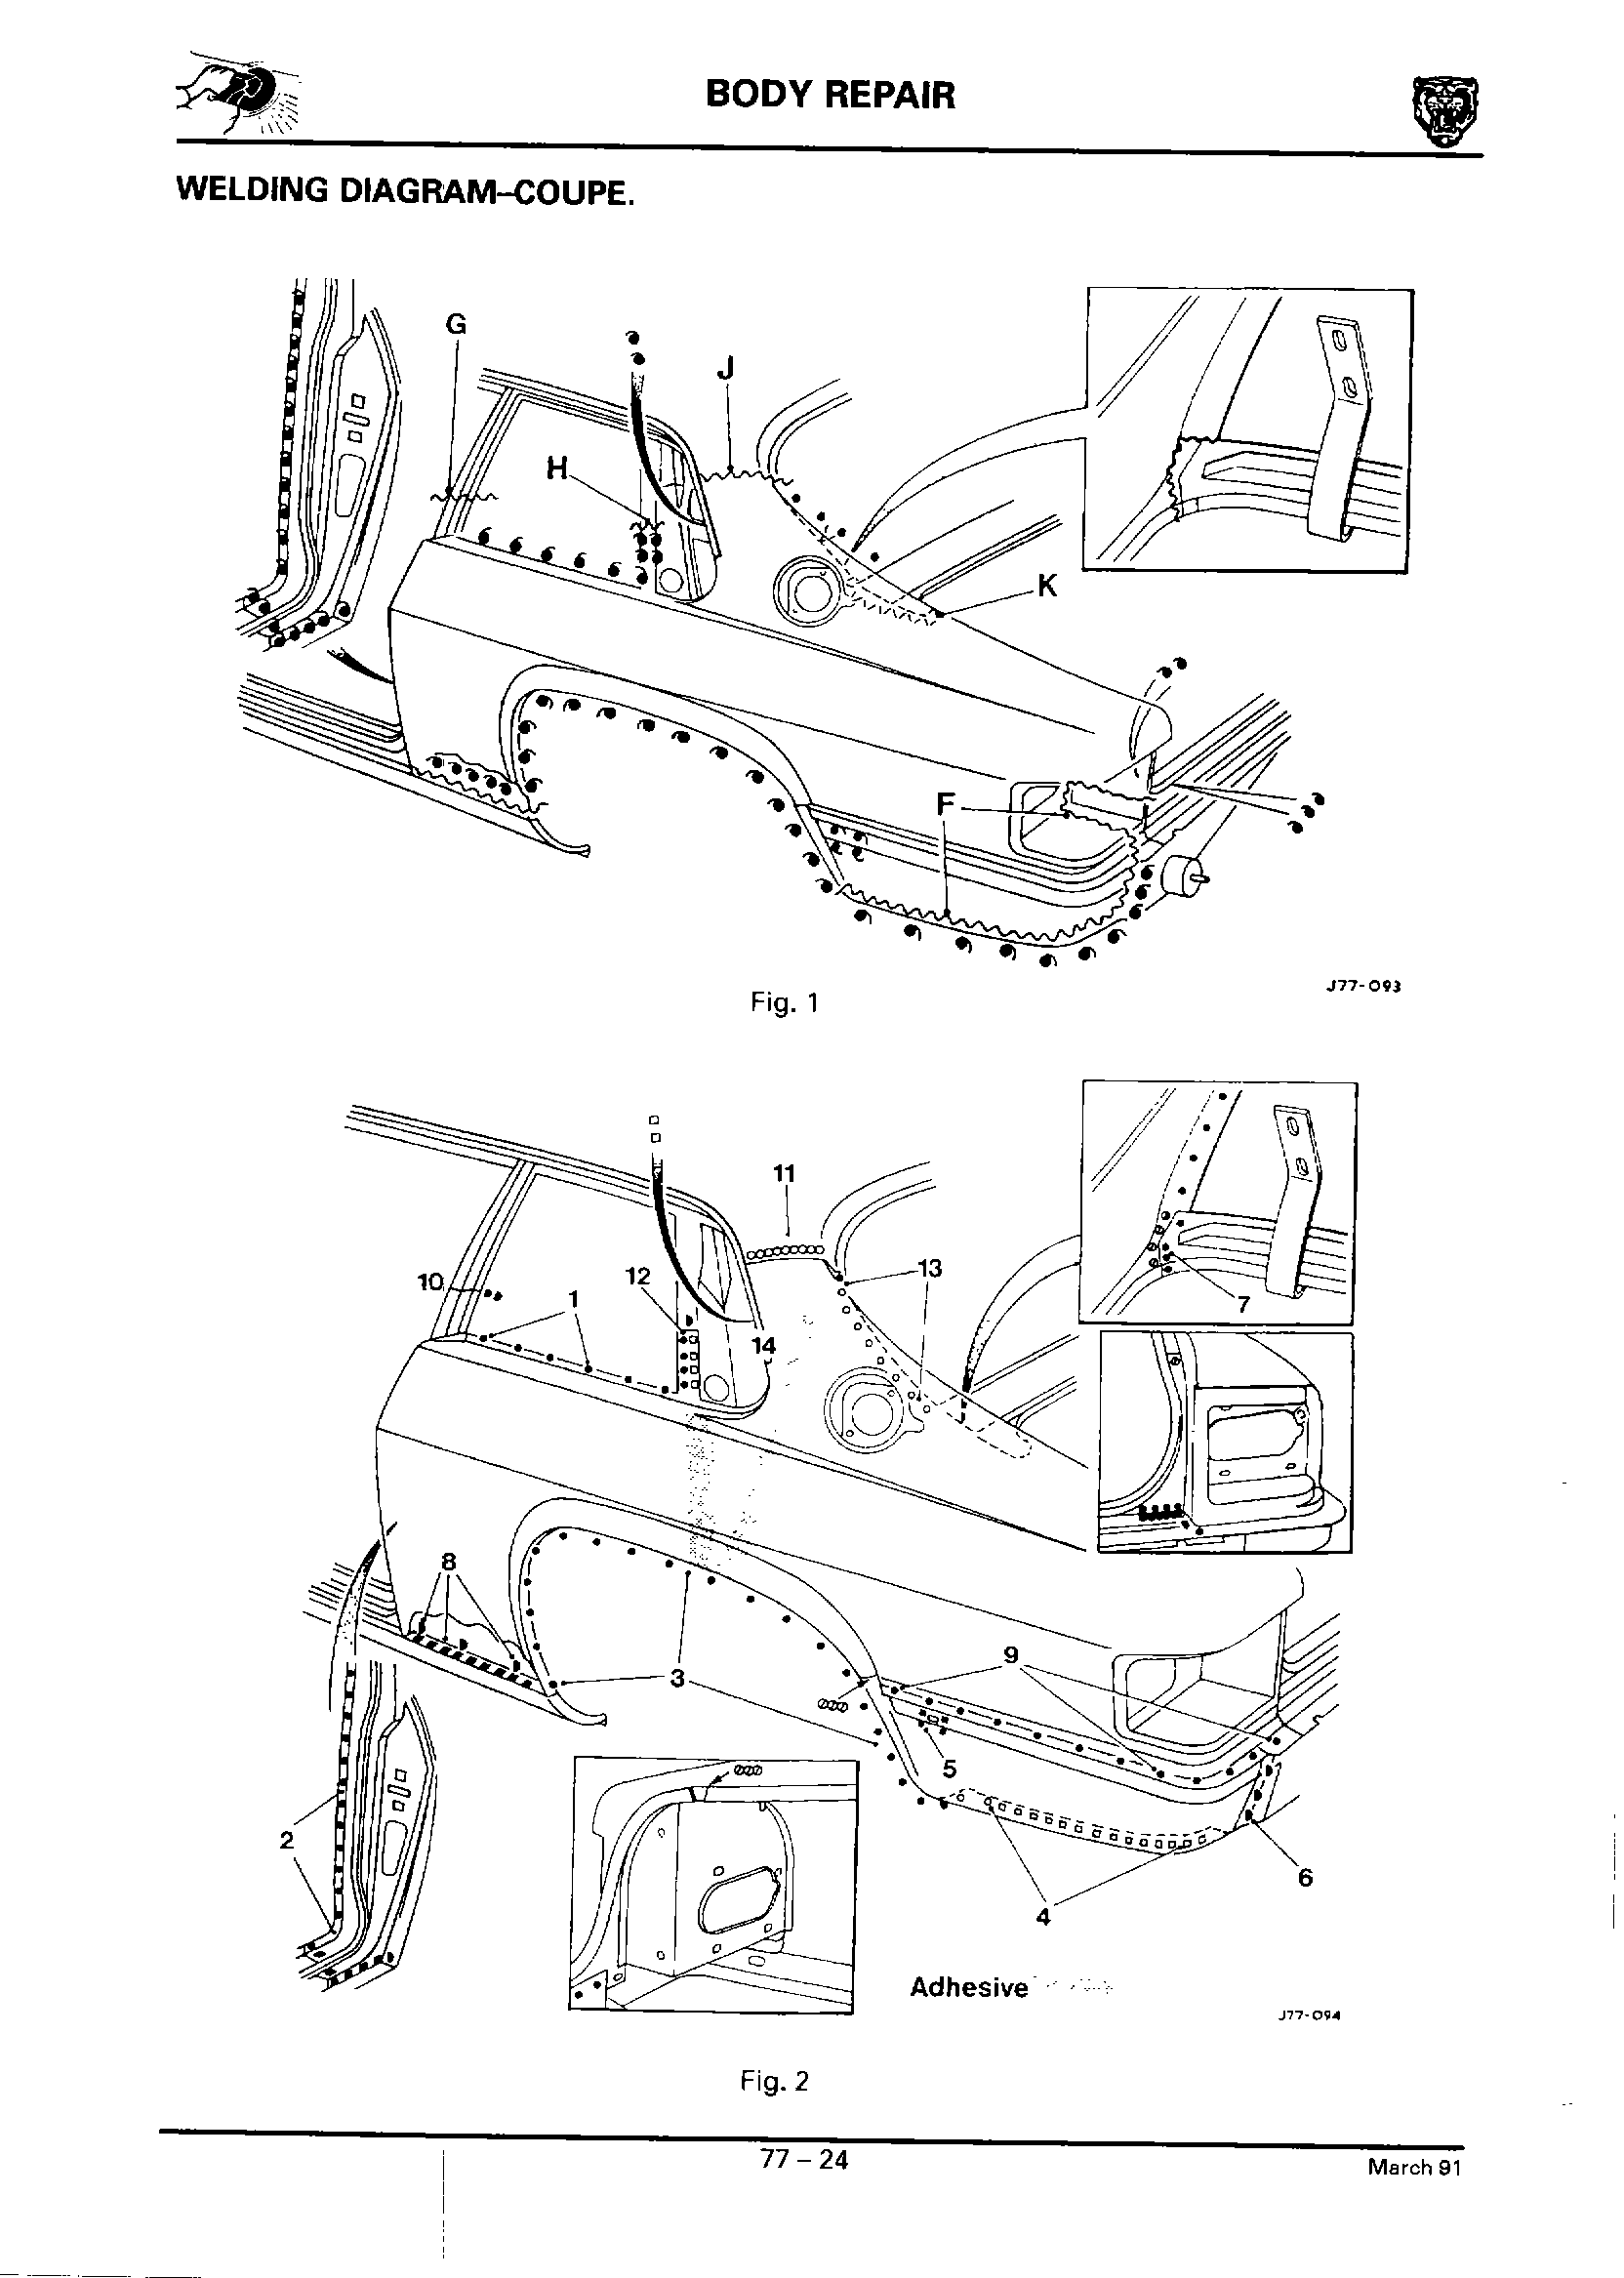 BODY REPAIR
WELDING DIAGRAM–COUPE.
G
J
H
K
F
J77-093
Fig. 1
11
10
12
13
1
14
7
8
9
3
5
2
6
4
Adhesive
J77-094
Fig. 2
77 – 24
March 91